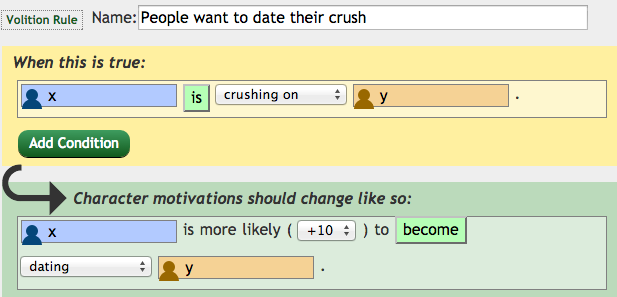 Volition Rule Name: People want to date their crush
When this is true:
x is crushing on y .
Add Condition
Character motivations should change like so:
x is more likely ( +10 ) to become
dating y .